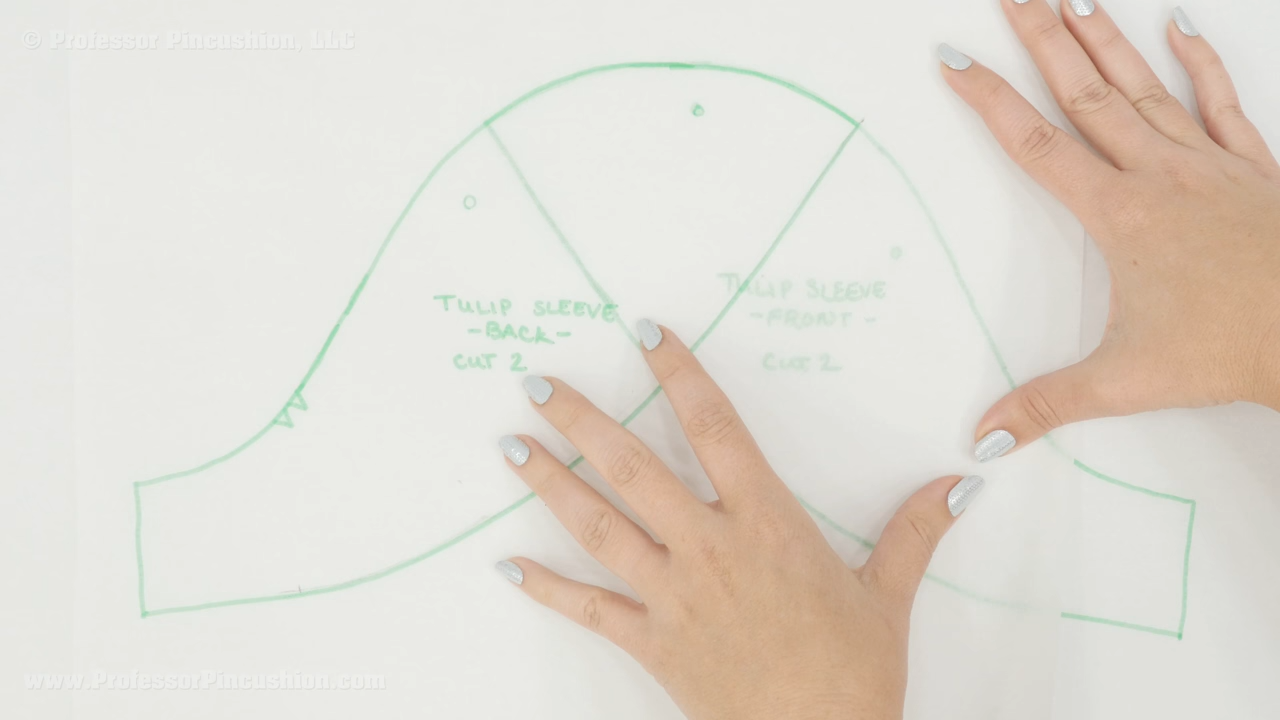 © Professor Pincushion, LLC
TULIP SLEEVE
-BACK-
CUT 2
TULIP SLEEVE
-FRONT-
CUT 2
www.ProfessorPincushion.com